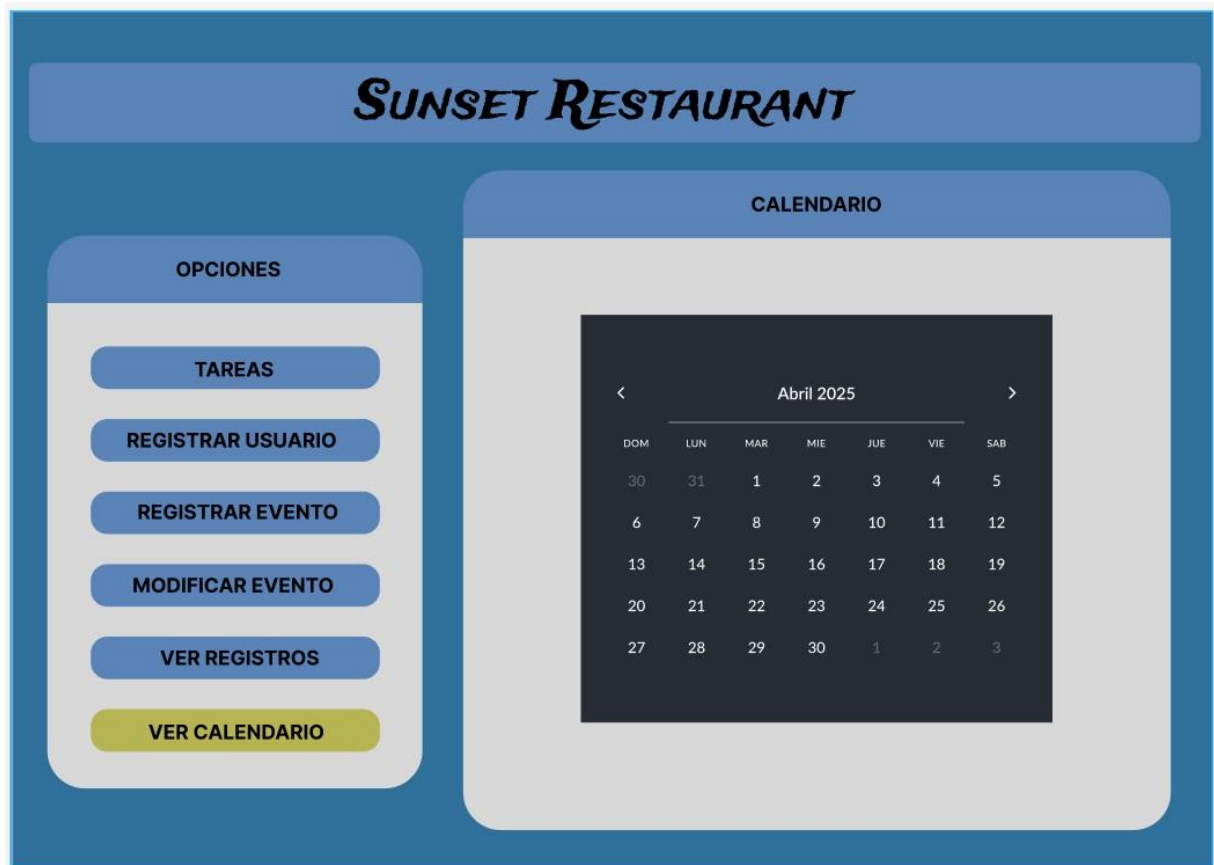 Sunset Restaurant
OPCIONES
TAREAS
REGISTRAR USUARIO
REGISTRAR EVENTO
MODIFICAR EVENTO
VER REGISTROS
VER CALENDARIO
CALENDARIO
Abril 2025
DOM LUN MAR MIE JUE VIE SAB
30 31 1 2 3 4 5
6 7 8 9 10 11 12
13 14 15 16 17 18 19
20 21 22 23 24 25 26
27 28 29 30 1 2 3